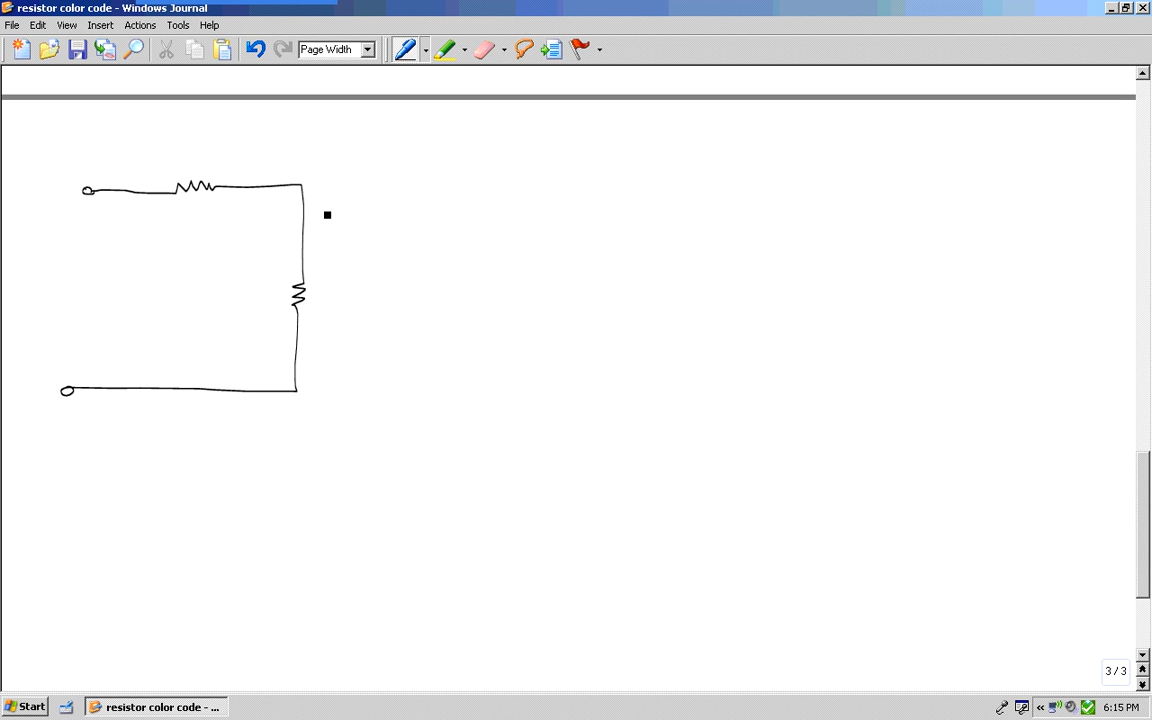 resistor color code - Windows Journal
File Edit View Insert Actions Tools Help
Page Width
3 / 3
Start
resistor color code - ...
«
6:15 PM